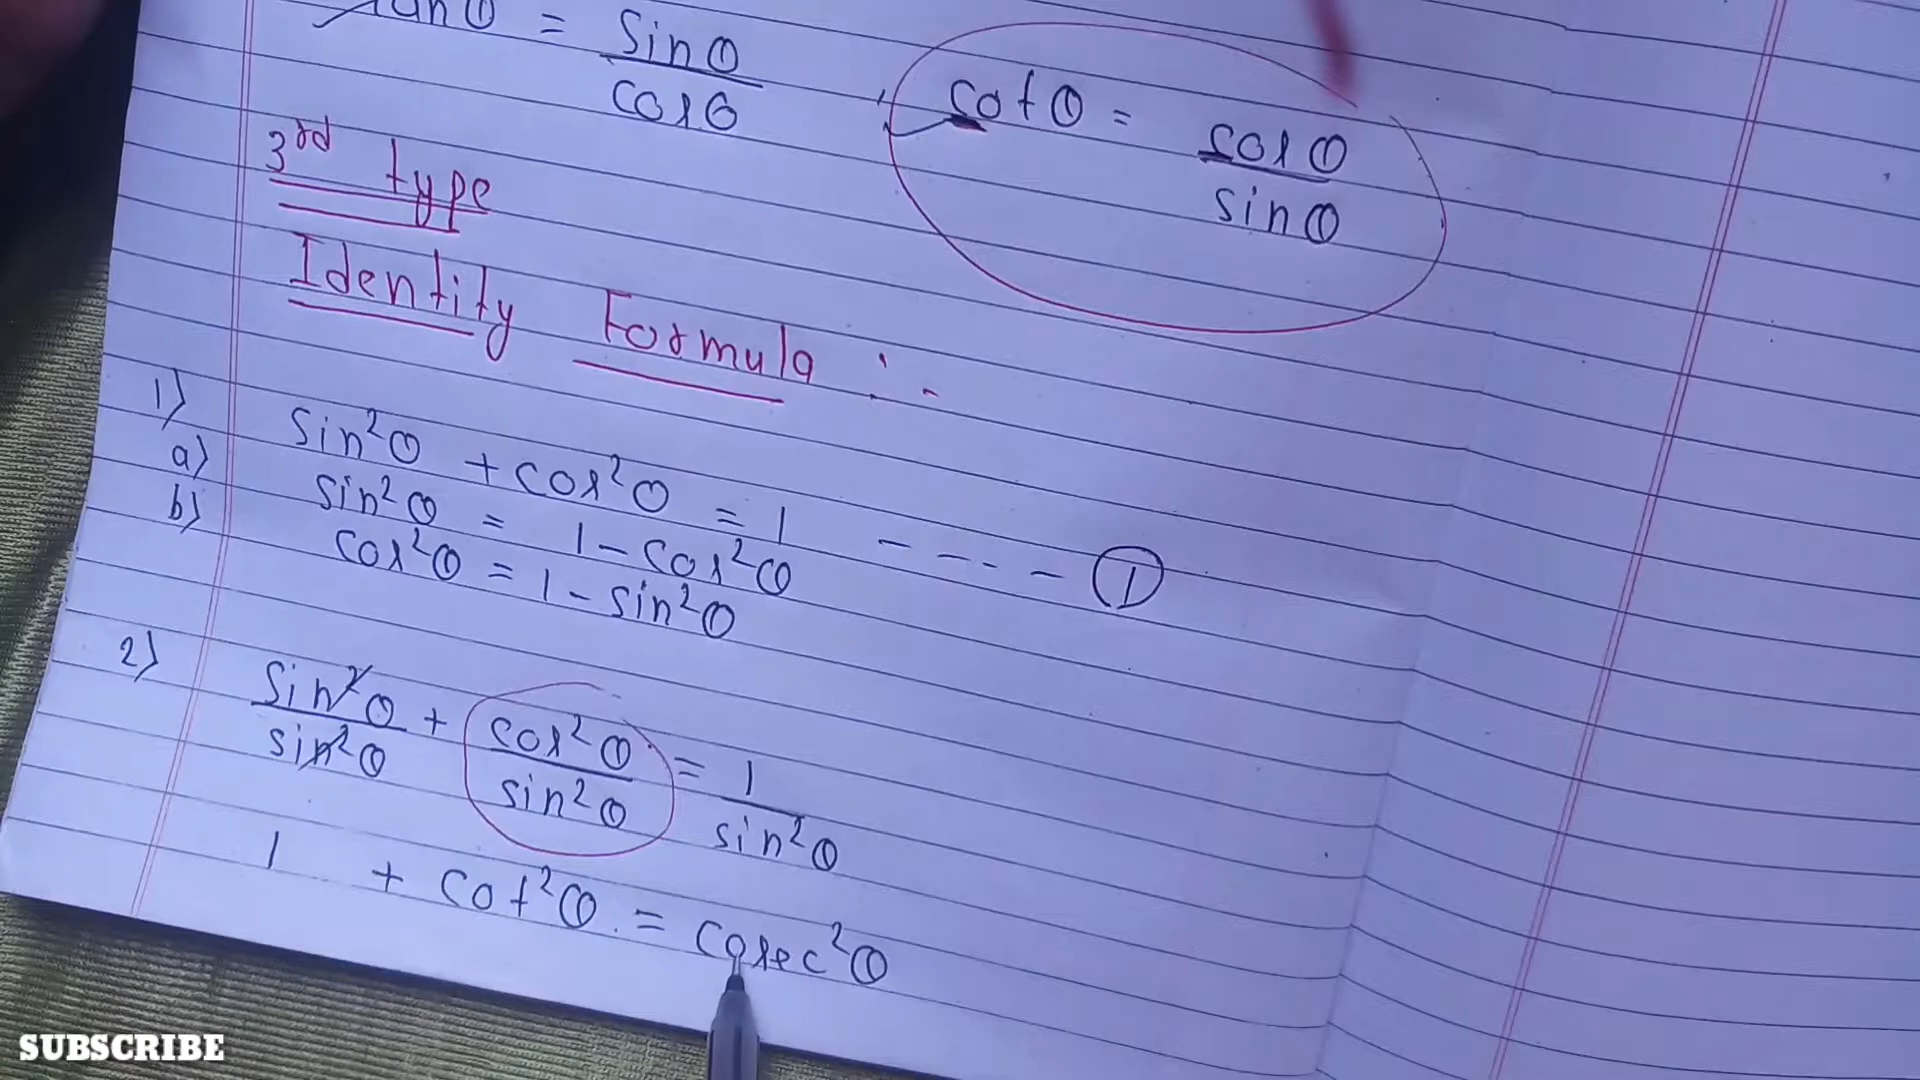 tanθ = sinθ / cosθ , cotθ = cosθ / sinθ
3rd type
Identity Formula :-
1) sin²θ + cos²θ = 1 ---- ①
a) sin²θ = 1 - cos²θ
b) cos²θ = 1 - sin²θ
2) sin²θ / sin²θ + cos²θ / sin²θ = 1 / sin²θ
1 + cot²θ = cosec²θ
SUBSCRIBE